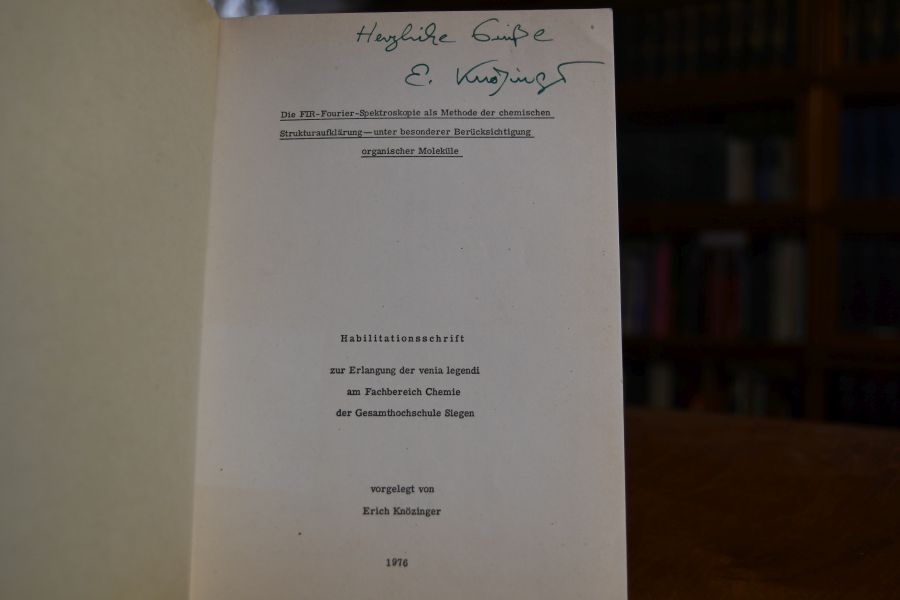 Herzliche Grüße
E. Knözinger
Die FIR-Fourier-Spektroskopie als Methode der chemischen
Strukturaufklärung—unter besonderer Berücksichtigung
organischer Moleküle
Habilitationsschrift
zur Erlangung der venia legendi
am Fachbereich Chemie
der Gesamthochschule Siegen
vorgelegt von
Erich Knözinger
1976